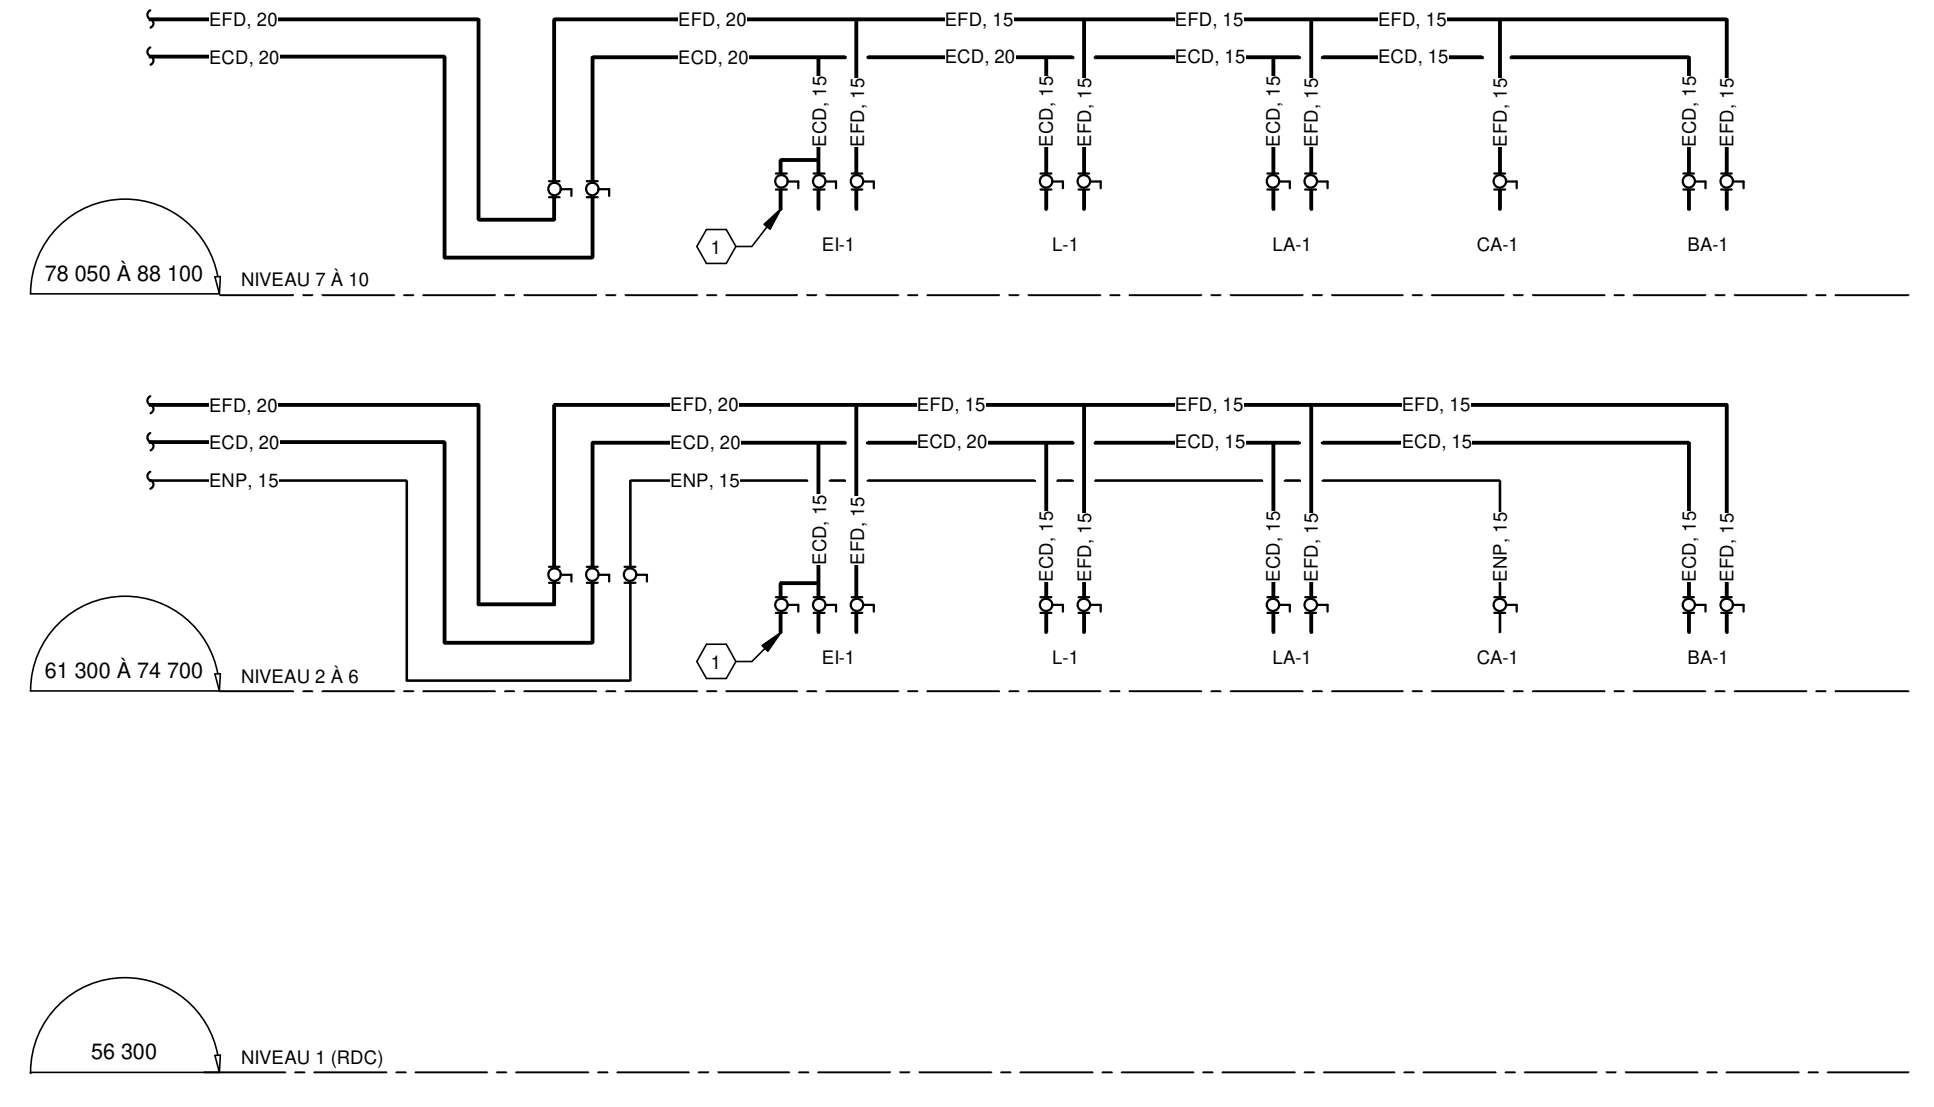 EFD, 20
EFD, 20
EFD, 15
EFD, 15
EFD, 15
ECD, 20
ECD, 20
ECD, 20
ECD, 15
ECD, 15
ECD, 15
EFD, 15
ECD, 15
EFD, 15
ECD, 15
EFD, 15
EFD, 15
ECD, 15
EFD, 15
1
EI-1
L-1
LA-1
CA-1
BA-1
78 050 À 88 100
NIVEAU 7 À 10
EFD, 20
EFD, 20
EFD, 15
EFD, 15
EFD, 15
ECD, 20
ECD, 20
ECD, 20
ECD, 15
ECD, 15
ENP, 15
ENP, 15
ECD, 15
EFD, 15
ECD, 15
EFD, 15
ECD, 15
EFD, 15
ENP, 15
ECD, 15
EFD, 15
1
EI-1
L-1
LA-1
CA-1
BA-1
61 300 À 74 700
NIVEAU 2 À 6
56 300
NIVEAU 1 (RDC)